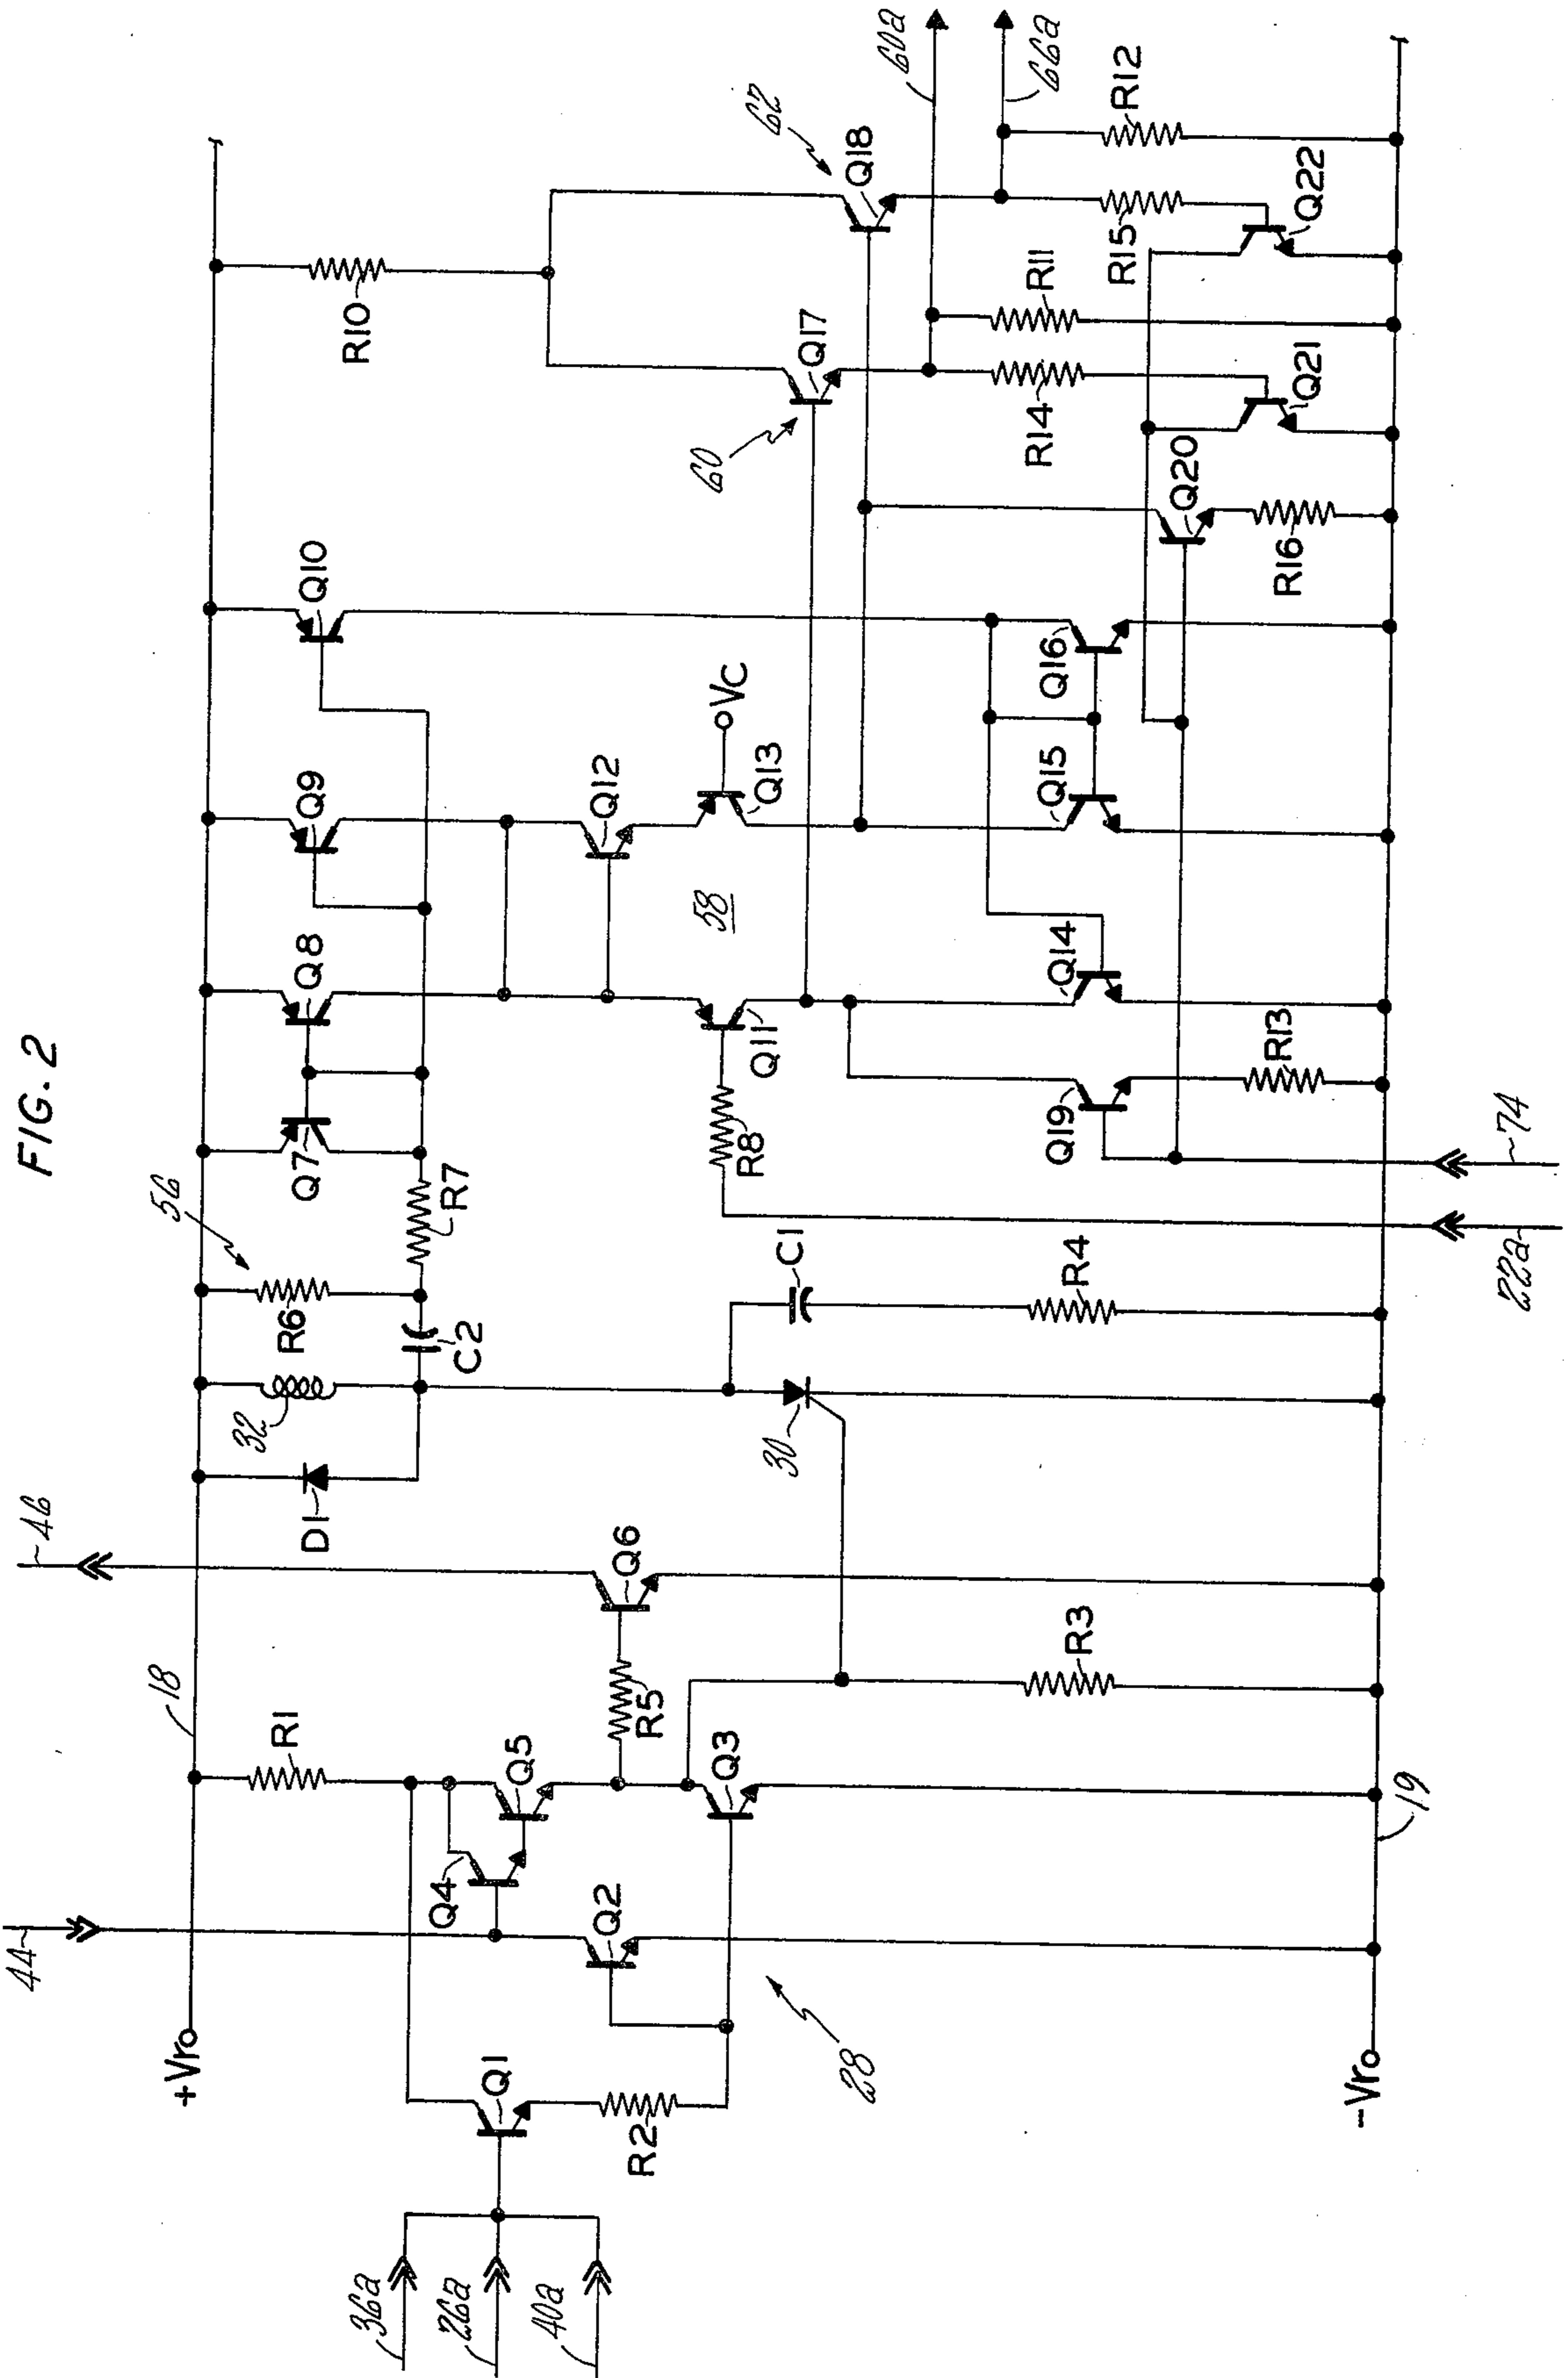 FIG. 2
44
46
+Vro
18
R1
D1
32
R6
56
Q7
Q8
Q9
Q10
R10
C2
R7
Q4
Q5
Q1
Q2
R2
R5
Q6
Q3
28
30
C1
R4
R3
R8
Q11
Q12
Q13
Vc
58
60
Q17
62
Q18
60a
66a
36a
26a
40a
Q19
R13
Q14
Q15
Q16
Q20
R16
R14
R11
R15
R12
Q21
Q22
-Vro
19
22a
74